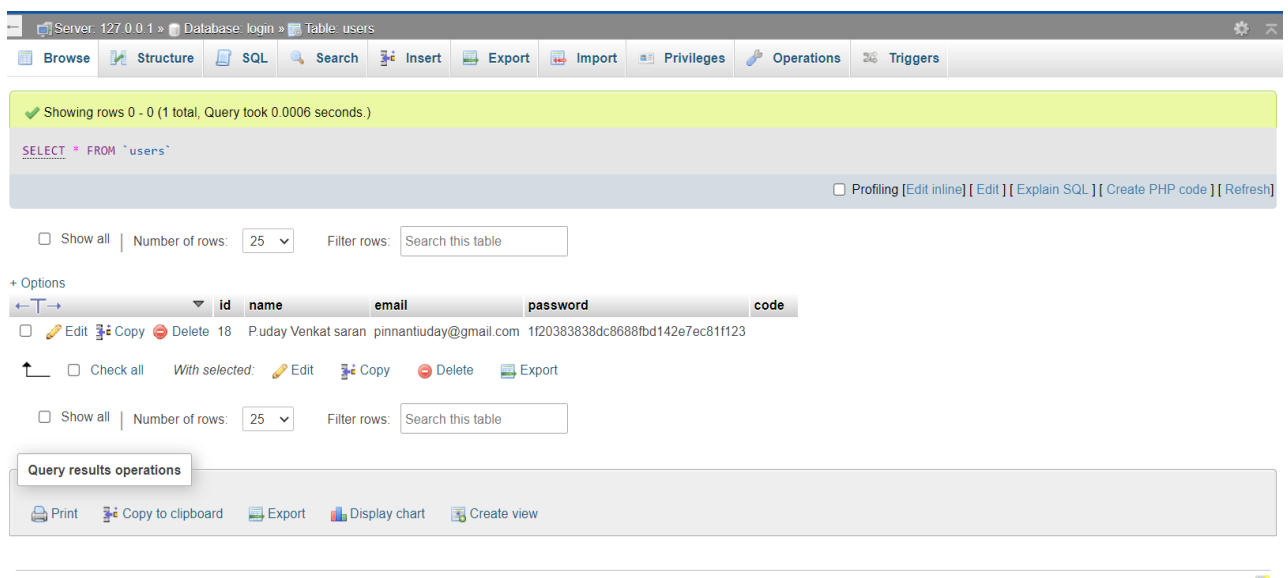 Server: 127.0.0.1 » Database: login » Table: users
Browse Structure SQL Search Insert Export Import Privileges Operations Triggers
Showing rows 0 - 0 (1 total, Query took 0.0006 seconds.)
SELECT * FROM `users`
Profiling [Edit inline] [ Edit ] [ Explain SQL ] [ Create PHP code ] [ Refresh]
Show all | Number of rows: 25 Filter rows: Search this table
+ Options
←T→ id name email password code
Edit Copy Delete 18 P.uday Venkat saran pinnantiuday@gmail.com 1f20383838dc8688fbd142e7ec81f123
Check all With selected: Edit Copy Delete Export
Show all | Number of rows: 25 Filter rows: Search this table
Query results operations
Print Copy to clipboard Export Display chart Create view